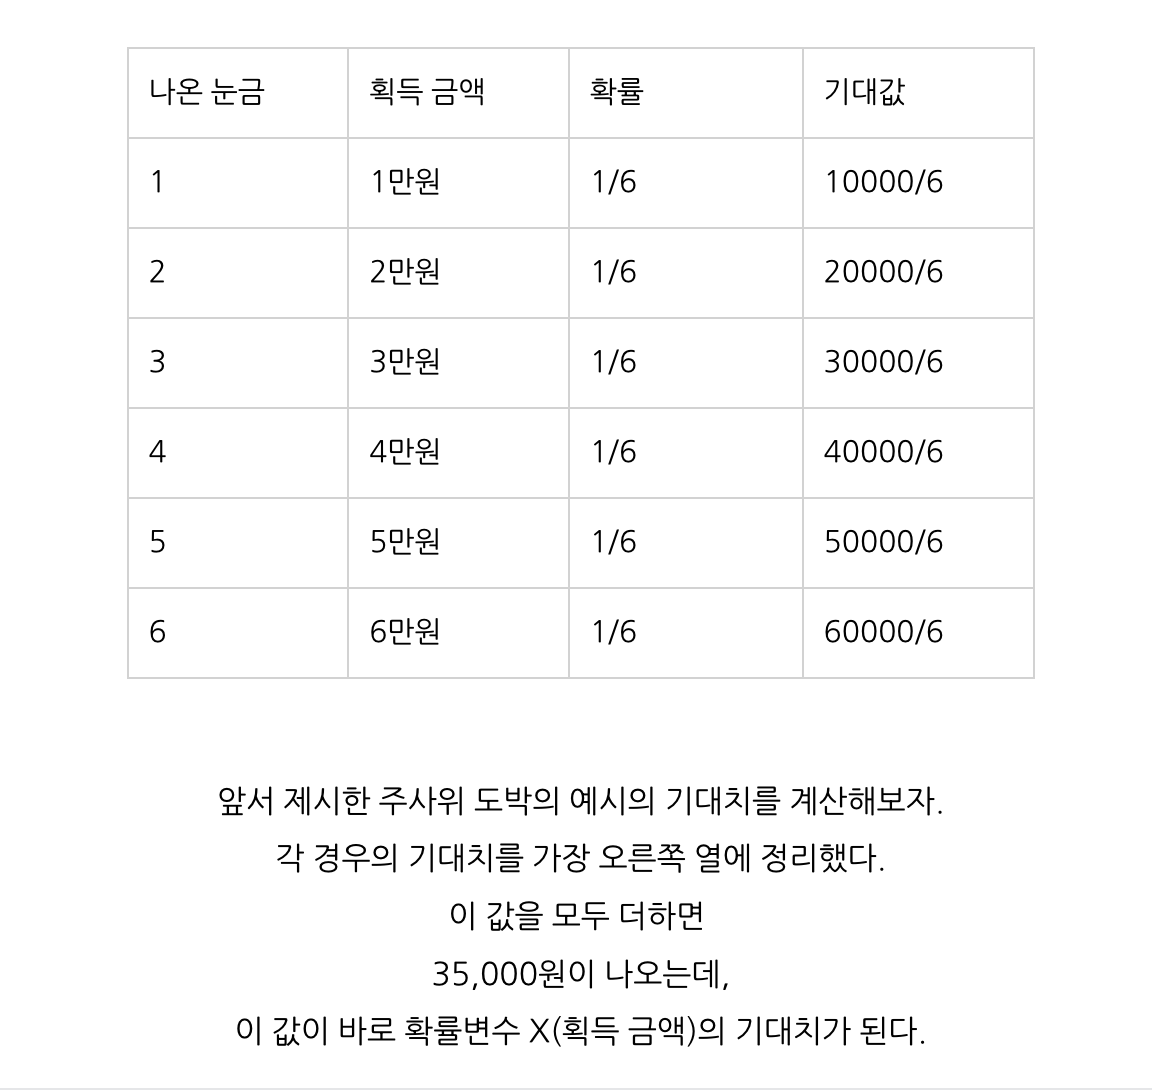 나온 눈금 획득 금액 확률 기대값
1 1만원 1/6 10000/6
2 2만원 1/6 20000/6
3 3만원 1/6 30000/6
4 4만원 1/6 40000/6
5 5만원 1/6 50000/6
6 6만원 1/6 60000/6
앞서 제시한 주사위 도박의 예시의 기대치를 계산해보자.
각 경우의 기대치를 가장 오른쪽 열에 정리했다.
이 값을 모두 더하면
35,000원이 나오는데,
이 값이 바로 확률변수 X(획득 금액)의 기대치가 된다.